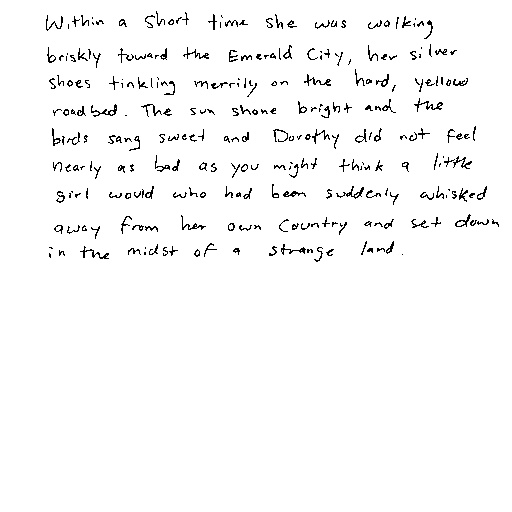 Within a short time she was walking
briskly toward the Emerald City, her silver
shoes tinkling merrily on the hard, yellow
roadbed. The sun shone bright and the
birds sang sweet and Dorothy did not feel
nearly as bad as you might think a little
girl would who had been suddenly whisked
away from her own Country and set down
in the midst of a strange land.